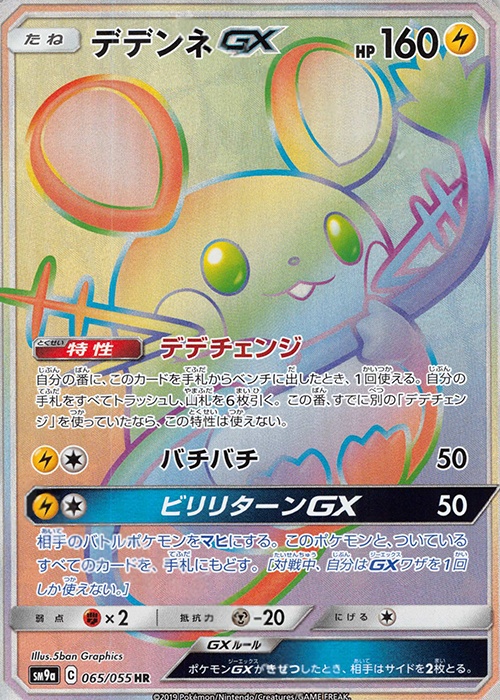 たね デデンネGX HP 160
とくせい
特性 デデチェンジ
自分の番に、このカードを手札からベンチに出したとき、1回使える。自分の
手札をすべてトラッシュし、山札を6枚引く。この番、すでに別の「デデチェン
ジ」を使っていたなら、この特性は使えない。
バチバチ 50
ビリリターンGX 50
相手のバトルポケモンをマヒにする。このポケモンと、ついている
すべてのカードを、手札にもどす。[対戦中、自分はGXワザを1回
しか使えない。]
弱点 ×2 抵抗力 -20 にげる
Illus. 5ban Graphics
GXルール
sm9a C 065/055 HR
ポケモンGXがきぜつしたとき、相手はサイドを2枚とる。
©2019 Pokémon/Nintendo/Creatures/GAME FREAK.